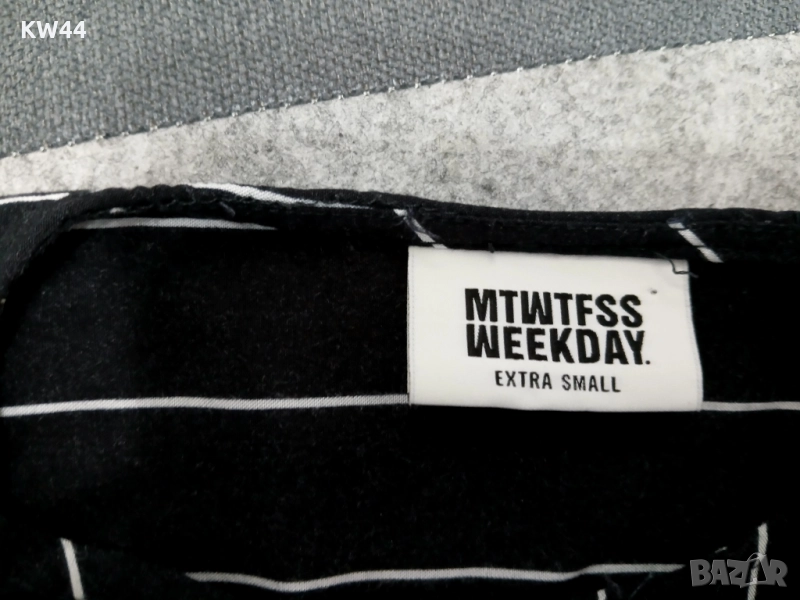 KW44
MTWTFSS
WEEKDAY.
EXTRA SMALL
BAZAR